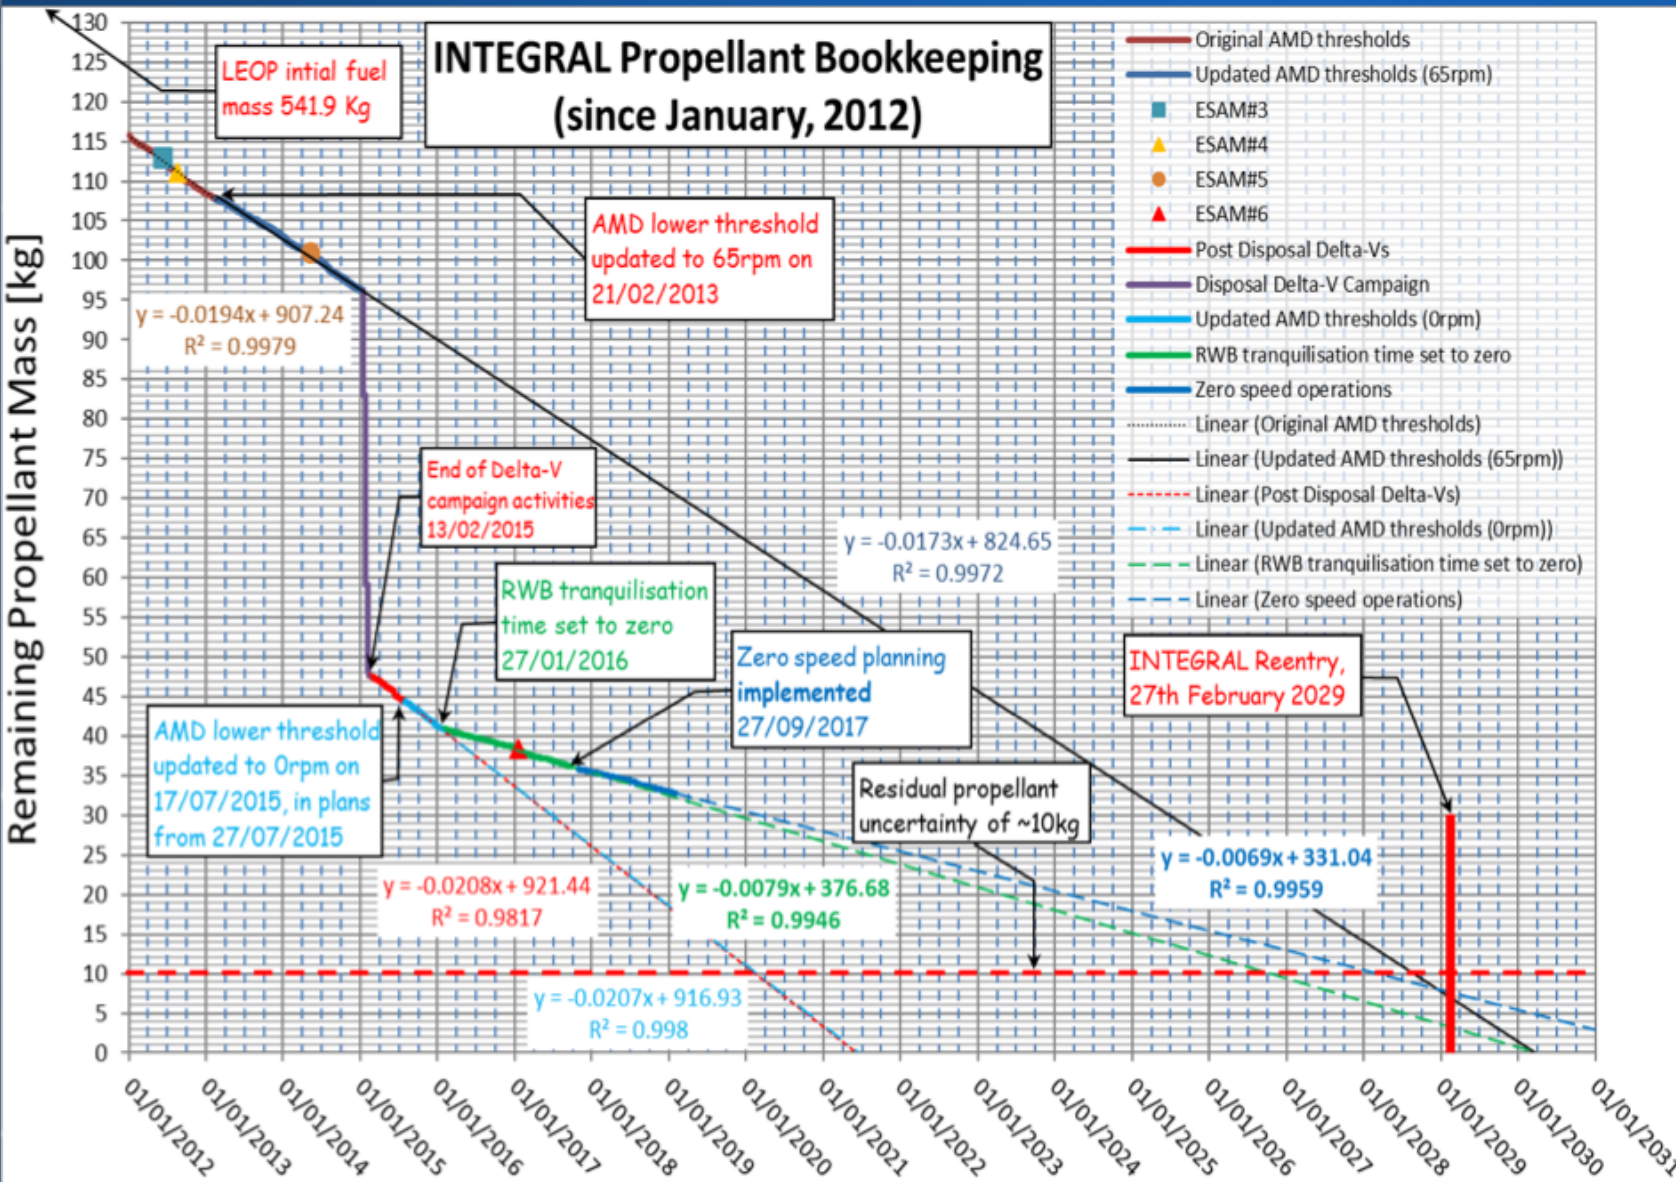 INTEGRAL Propellant Bookkeeping
(since January, 2012)
Remaining Propellant Mass [kg]
130
125
120
115
110
105
100
95
90
85
80
75
70
65
60
55
50
45
40
35
30
25
20
15
10
5
0
LEOP intial fuel
mass 541.9 Kg
AMD lower threshold
updated to 65rpm on
21/02/2013
y = -0.0194x + 907.24
R² = 0.9979
End of Delta-V
campaign activities
13/02/2015
RWB tranquilisation
time set to zero
27/01/2016
y = -0.0173x + 824.65
R² = 0.9972
Zero speed planning
implemented
27/09/2017
INTEGRAL Reentry,
27th February 2029
AMD lower threshold
updated to 0rpm on
17/07/2015, in plans
from 27/07/2015
Residual propellant
uncertainty of ~10kg
y = -0.0208x + 921.44
R² = 0.9817
y = -0.0079x + 376.68
R² = 0.9946
y = -0.0069x + 331.04
R² = 0.9959
y = -0.0207x + 916.93
R² = 0.998
Original AMD thresholds
Updated AMD thresholds (65rpm)
ESAM#3
ESAM#4
ESAM#5
ESAM#6
Post Disposal Delta-Vs
Disposal Delta-V Campaign
Updated AMD thresholds (0rpm)
RWB tranquilisation time set to zero
Zero speed operations
Linear (Original AMD thresholds)
Linear (Updated AMD thresholds (65rpm))
Linear (Post Disposal Delta-Vs)
Linear (Updated AMD thresholds (0rpm))
Linear (RWB tranquilisation time set to zero)
Linear (Zero speed operations)
01/01/2012
01/01/2013
01/01/2014
01/01/2015
01/01/2016
01/01/2017
01/01/2018
01/01/2019
01/01/2020
01/01/2021
01/01/2022
01/01/2023
01/01/2024
01/01/2025
01/01/2026
01/01/2027
01/01/2028
01/01/2029
01/01/2030
01/01/2031